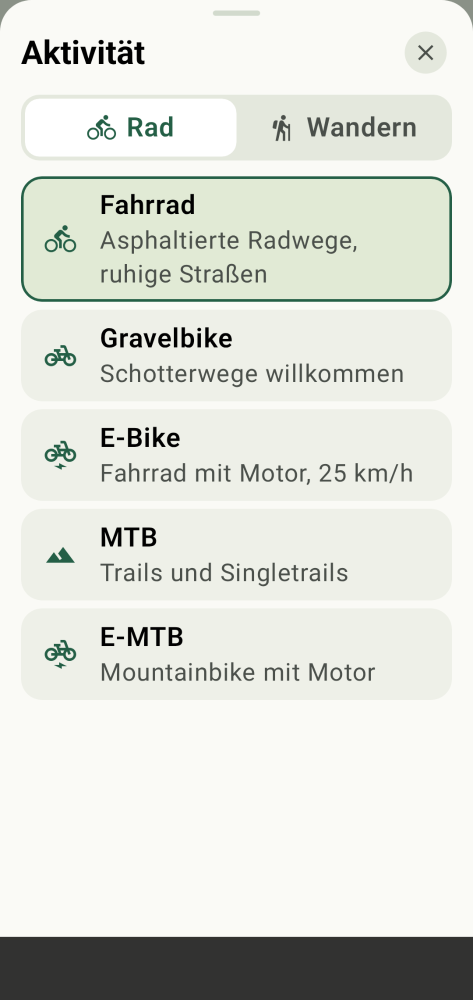 Aktivität
Rad
Wandern
Fahrrad
Asphaltierte Radwege,
ruhige Straßen
Gravelbike
Schotterwege willkommen
E-Bike
Fahrrad mit Motor, 25 km/h
MTB
Trails und Singletrails
E-MTB
Mountainbike mit Motor